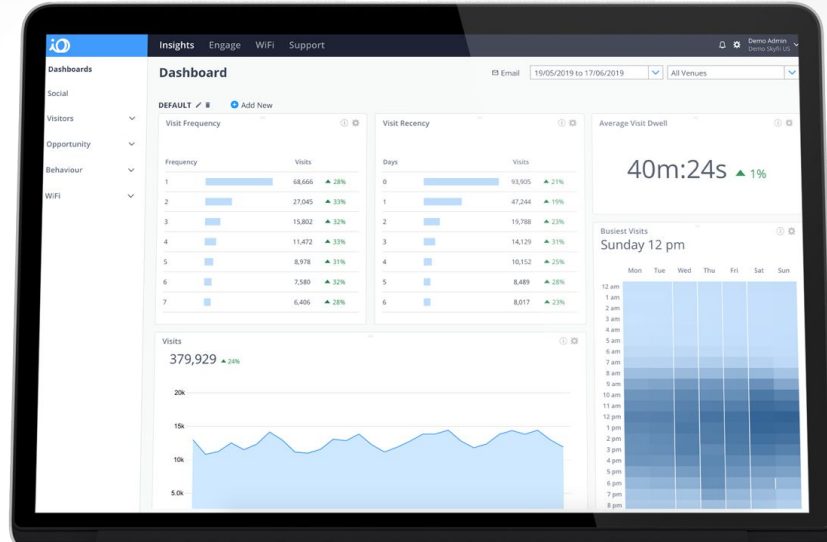 iO
Insights Engage WiFi Support
Demo Admin
Demo Skyfii US
Dashboards
Social
Visitors
Opportunity
Behaviour
WiFi
Dashboard
Email 19/05/2019 to 17/06/2019 All Venues
DEFAULT Add New
Visit Frequency
Frequency Visits
1 68,666 28%
2 27,045 33%
3 15,802 32%
4 11,472 33%
5 8,978 31%
6 7,580 32%
7 6,406 28%
Visit Recency
Days Visits
0 93,905 21%
1 47,244 19%
2 19,788 23%
3 14,129 31%
4 10,152 25%
5 8,489 28%
6 8,017 23%
Average Visit Dwell
40m:24s 1%
Busiest Visits
Sunday 12 pm
Mon Tue Wed Thu Fri Sat Sun
12 am
1 am
2 am
3 am
4 am
5 am
6 am
7 am
8 am
9 am
10 am
11 am
12 pm
1 pm
2 pm
3 pm
4 pm
5 pm
6 pm
7 pm
8 pm
Visits
379,929 24%
20k
15k
10k
5.0k